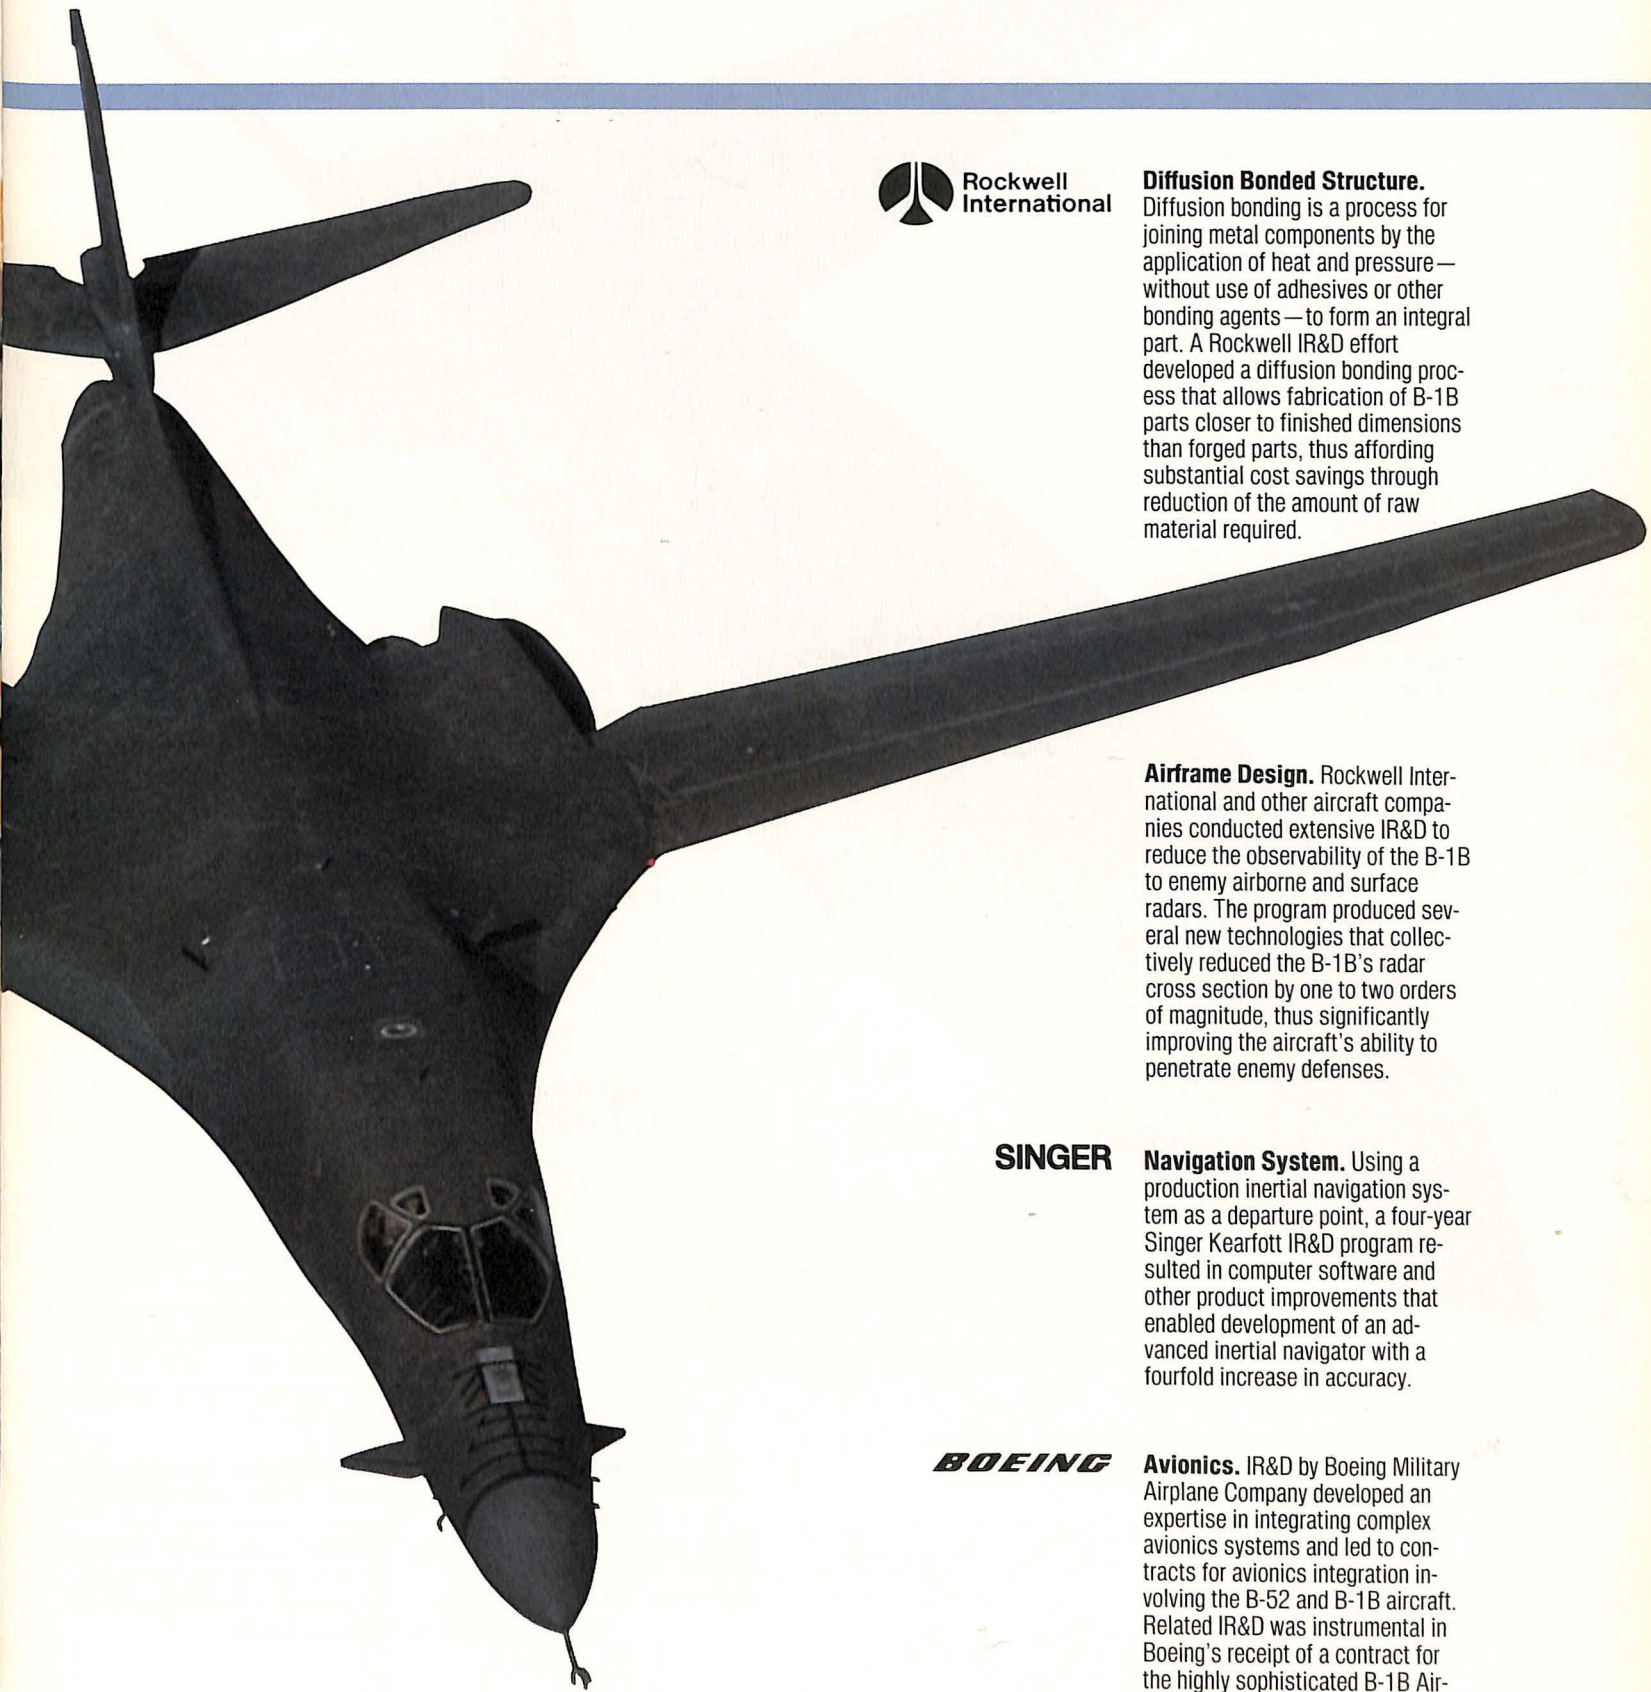 Rockwell
International
Diffusion Bonded Structure.
Diffusion bonding is a process for
joining metal components by the
application of heat and pressure—
without use of adhesives or other
bonding agents—to form an integral
part. A Rockwell IR&D effort
developed a diffusion bonding proc-
ess that allows fabrication of B-1B
parts closer to finished dimensions
than forged parts, thus affording
substantial cost savings through
reduction of the amount of raw
material required.
Airframe Design. Rockwell Inter-
national and other aircraft compa-
nies conducted extensive IR&D to
reduce the observability of the B-1B
to enemy airborne and surface
radars. The program produced sev-
eral new technologies that collec-
tively reduced the B-1B's radar
cross section by one to two orders
of magnitude, thus significantly
improving the aircraft's ability to
penetrate enemy defenses.
SINGER
Navigation System. Using a
production inertial navigation sys-
tem as a departure point, a four-year
Singer Kearfott IR&D program re-
sulted in computer software and
other product improvements that
enabled development of an ad-
vanced inertial navigator with a
fourfold increase in accuracy.
BOEING
Avionics. IR&D by Boeing Military
Airplane Company developed an
expertise in integrating complex
avionics systems and led to con-
tracts for avionics integration in-
volving the B-52 and B-1B aircraft.
Related IR&D was instrumental in
Boeing's receipt of a contract for
the highly sophisticated B-1B Air-